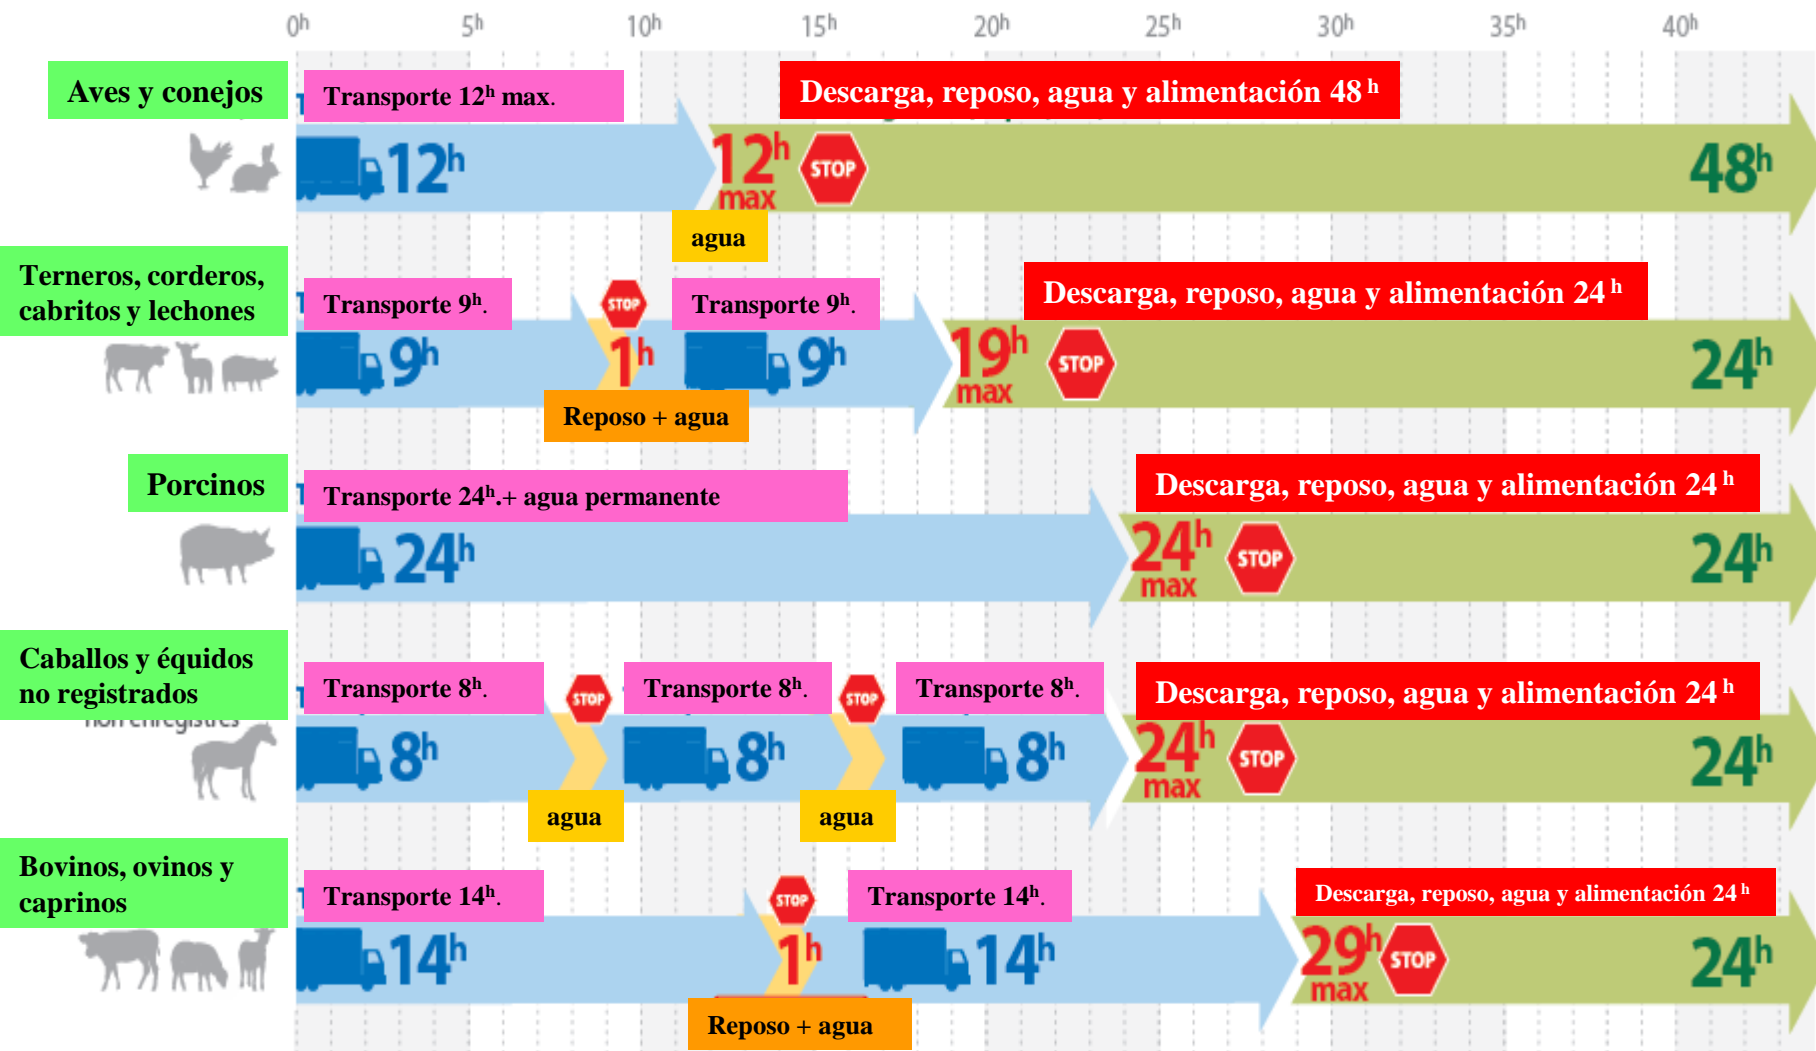 0h 5h 10h 15h 20h 25h 30h 35h 40h
Aves y conejos
Transporte 12h max.
Descarga, reposo, agua y alimentación 48 h
12h
12h
max
STOP
48h
agua
Terneros, corderos,
cabritos y lechones
Transporte 9h.
STOP
Transporte 9h.
Descarga, reposo, agua y alimentación 24 h
9h
1h
9h
19h
max
STOP
24h
Reposo + agua
Porcinos
Transporte 24h.+ agua permanente
Descarga, reposo, agua y alimentación 24 h
24h
24h
max
STOP
24h
Caballos y équidos
no registrados
non enregistrés
Transporte 8h.
STOP
Transporte 8h.
STOP
Transporte 8h.
Descarga, reposo, agua y alimentación 24 h
8h
8h
8h
24h
max
STOP
24h
agua
agua
Bovinos, ovinos y
caprinos
Transporte 14h.
STOP
Transporte 14h.
Descarga, reposo, agua y alimentación 24 h
14h
1h
14h
29h
max
STOP
24h
Reposo + agua